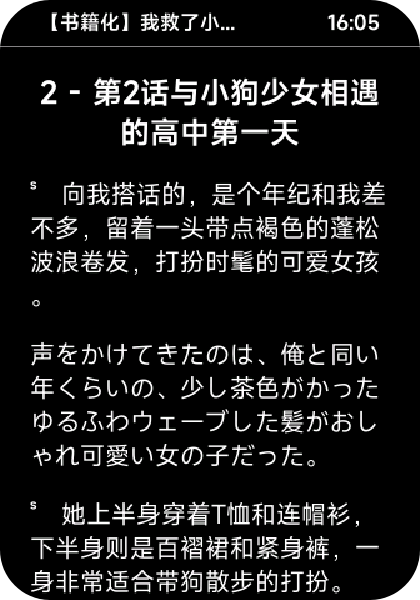 【书籍化】我救了小...
16:05
2 - 第2话与小狗少女相遇
的高中第一天
s 向我搭话的，是个年纪和我差
不多，留着一头带点褐色的蓬松
波浪卷发，打扮时髦的可爱女孩
。
声をかけてきたのは、俺と同い
年くらいの、少し茶色がかった
ゆるふわウェーブした髪がおし
ゃれ可愛い女の子だった。
s 她上半身穿着T恤和连帽衫，
下半身则是百褶裙和紧身裤，一
身非常适合带狗散步的打扮。